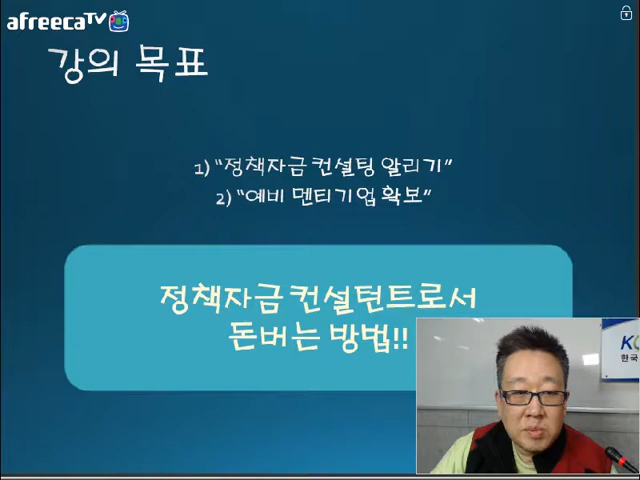 afreecaTV
강의 목표
1) “정책자금 컨설팅 알리기”
2) “예비 멘티기업 확보”
정책자금 컨설턴트로서
돈버는 방법!!
한국